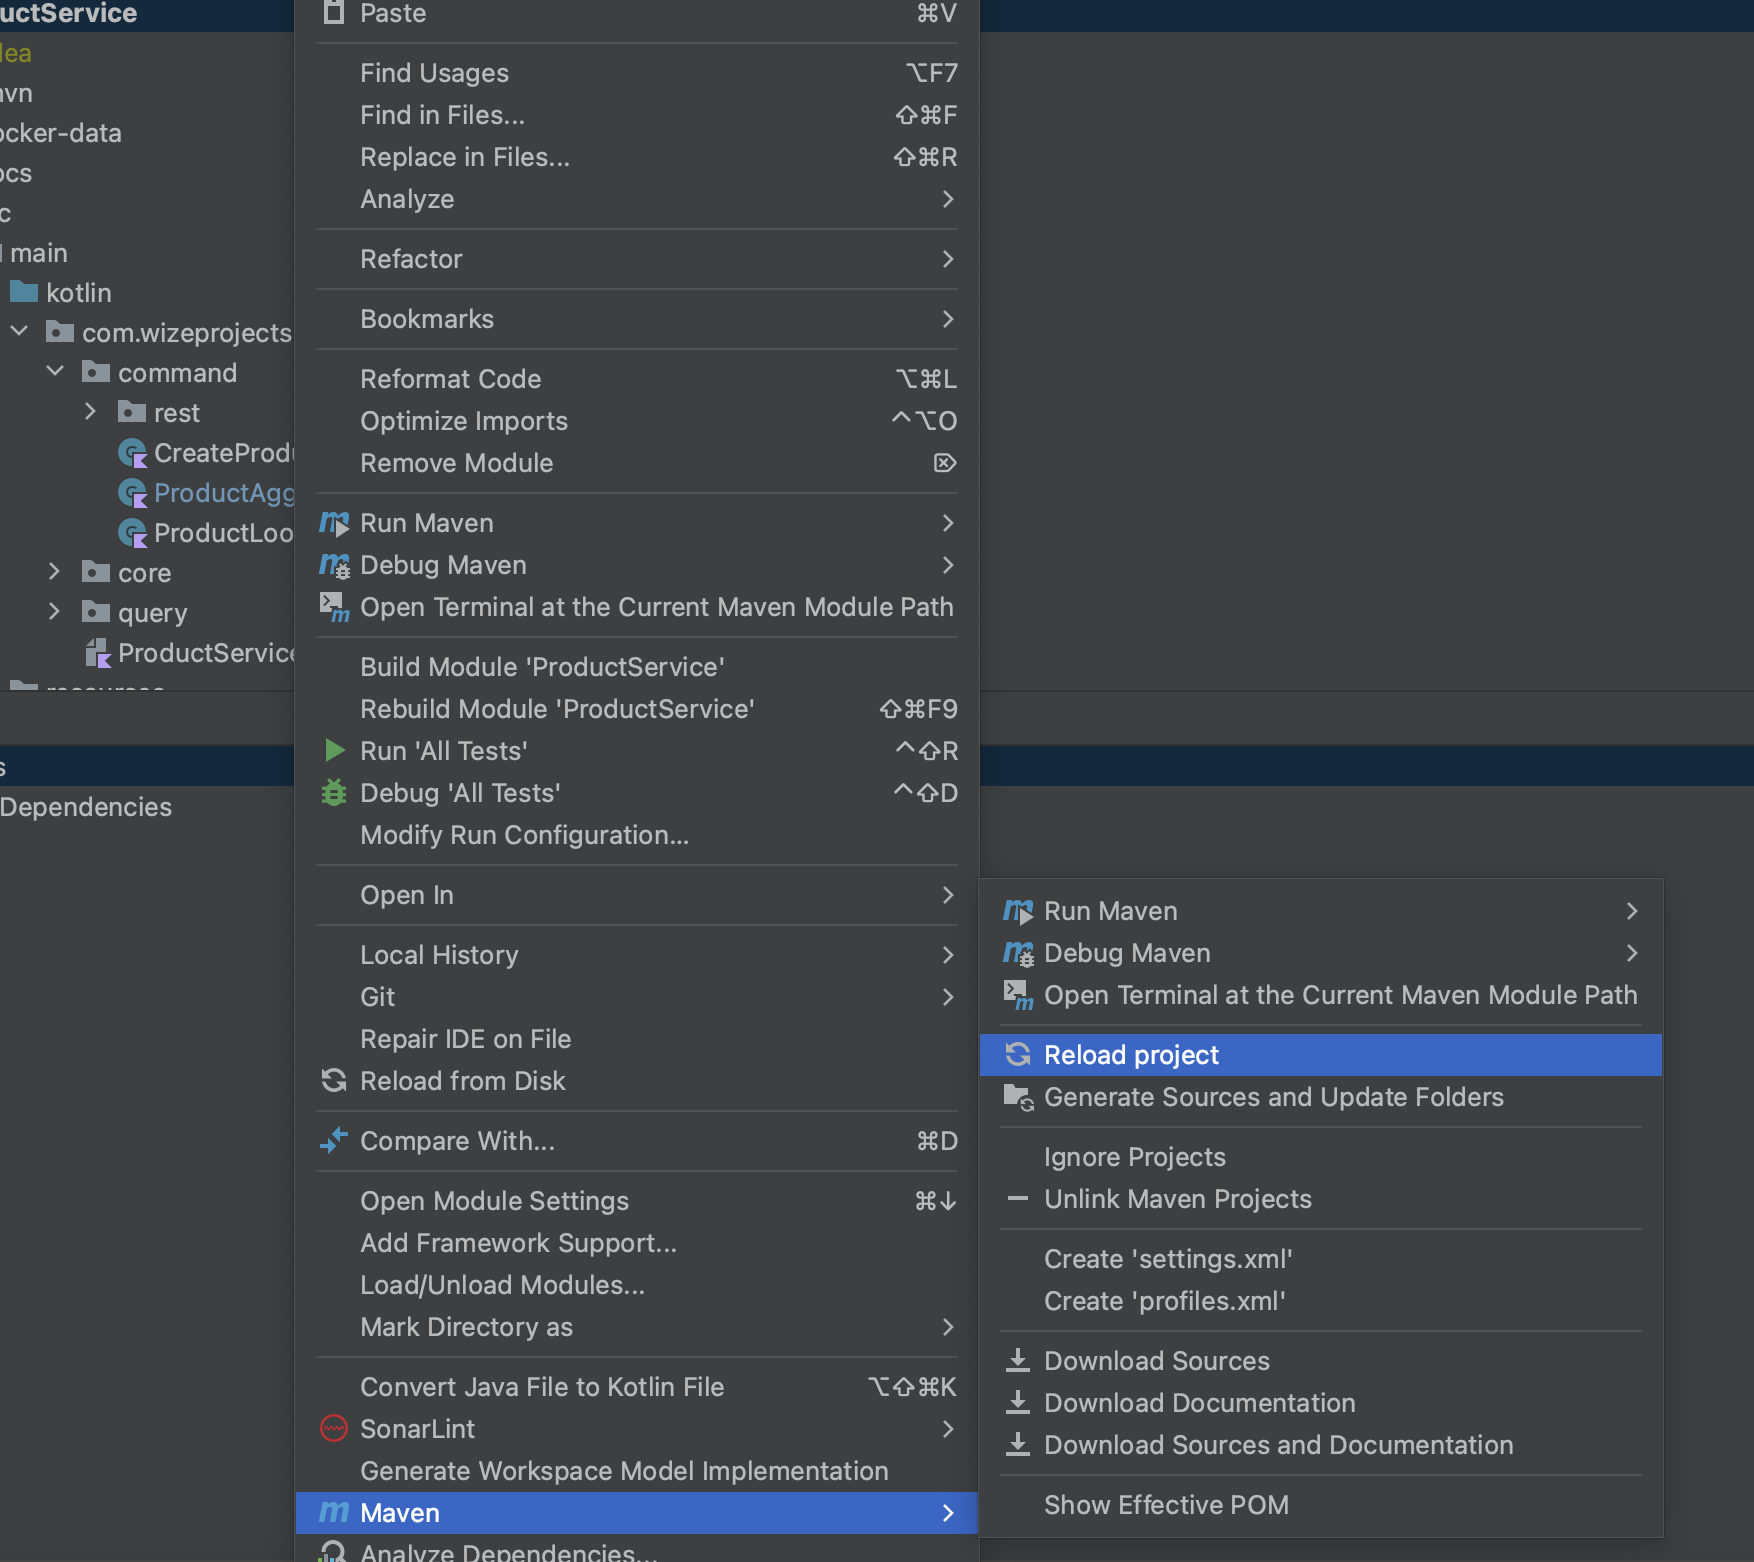 uctService
lea
nvn
ocker-data
ocs
c
main
kotlin
com.wizeprojects
command
rest
CreateProdu
ProductAgg
ProductLoo
core
query
ProductService
resources
s
Dependencies
Paste ⌘V
Find Usages ⌥F7
Find in Files... ⇧⌘F
Replace in Files... ⇧⌘R
Analyze
Refactor
Bookmarks
Reformat Code ⌥⌘L
Optimize Imports ^⌥O
Remove Module ⌦
Run Maven
Debug Maven
Open Terminal at the Current Maven Module Path
Build Module 'ProductService'
Rebuild Module 'ProductService' ⇧⌘F9
Run 'All Tests' ^⇧R
Debug 'All Tests' ^⇧D
Modify Run Configuration...
Open In
Local History
Git
Repair IDE on File
Reload from Disk
Compare With... ⌘D
Open Module Settings ⌘↓
Add Framework Support...
Load/Unload Modules...
Mark Directory as
Convert Java File to Kotlin File ⌥⇧⌘K
SonarLint
Generate Workspace Model Implementation
Maven
Analyze Dependencies...
Run Maven
Debug Maven
Open Terminal at the Current Maven Module Path
Reload project
Generate Sources and Update Folders
Ignore Projects
Unlink Maven Projects
Create 'settings.xml'
Create 'profiles.xml'
Download Sources
Download Documentation
Download Sources and Documentation
Show Effective POM